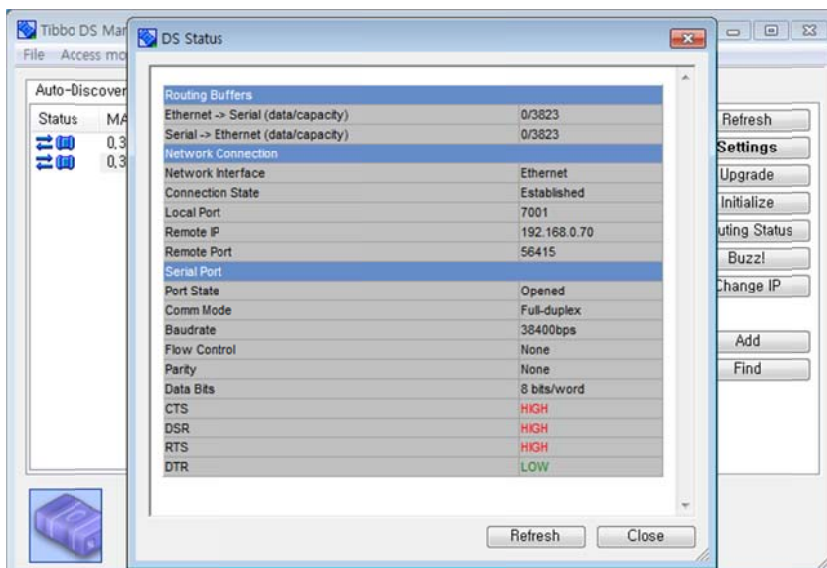 Tibbo DS Mar
DS Status
File Access mo
Auto-Discover
Status MA
0,3
0,3
Routing Buffers
Ethernet -> Serial (data/capacity) 0/3823
Serial -> Ethernet (data/capacity) 0/3823
Network Connection
Network Interface Ethernet
Connection State Established
Local Port 7001
Remote IP 192.168.0.70
Remote Port 56415
Serial Port
Port State Opened
Comm Mode Full-duplex
Baudrate 38400bps
Flow Control None
Parity None
Data Bits 8 bits/word
CTS HIGH
DSR HIGH
RTS HIGH
DTR LOW
Refresh Close
Refresh
Settings
Upgrade
Initialize
uting Status
Buzz!
Change IP
Add
Find